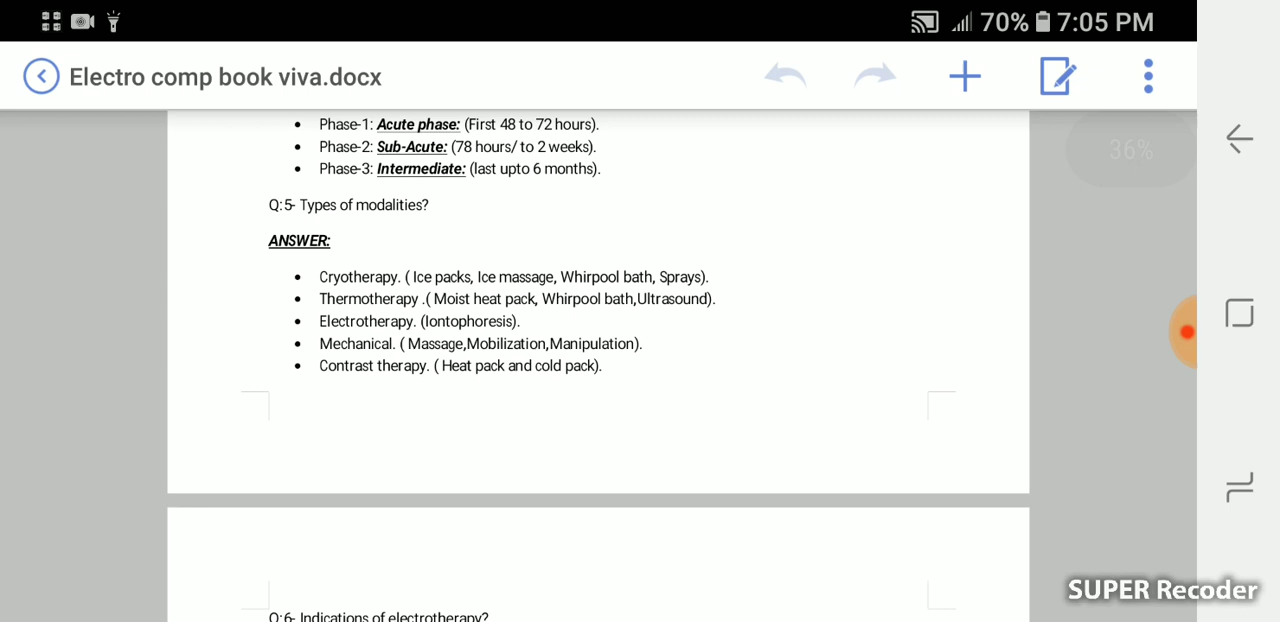 70% 7:05 PM
Electro comp book viva.docx
• Phase-1: Acute phase: (First 48 to 72 hours).
• Phase-2: Sub-Acute: (78 hours/ to 2 weeks).
• Phase-3: Intermediate: (last upto 6 months).
36%
Q:5- Types of modalities?
ANSWER:
• Cryotherapy. ( Ice packs, Ice massage, Whirpool bath, Sprays).
• Thermotherapy .( Moist heat pack, Whirpool bath,Ultrasound).
• Electrotherapy. (Iontophoresis).
• Mechanical. ( Massage,Mobilization,Manipulation).
• Contrast therapy. ( Heat pack and cold pack).
SUPER Recoder
Q:6- Indications of electrotherapy?